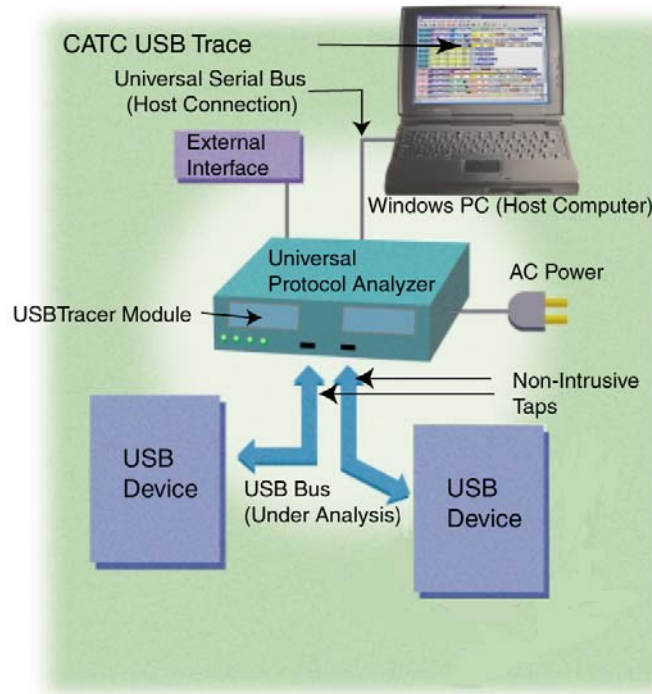 CATC USB Trace
Universal Serial Bus
(Host Connection)
External
Interface
Windows PC (Host Computer)
Universal
Protocol Analyzer
AC Power
USBTracer Module
Non-Intrusive
Taps
USB
Device
USB Bus
(Under Analysis)
USB
Device